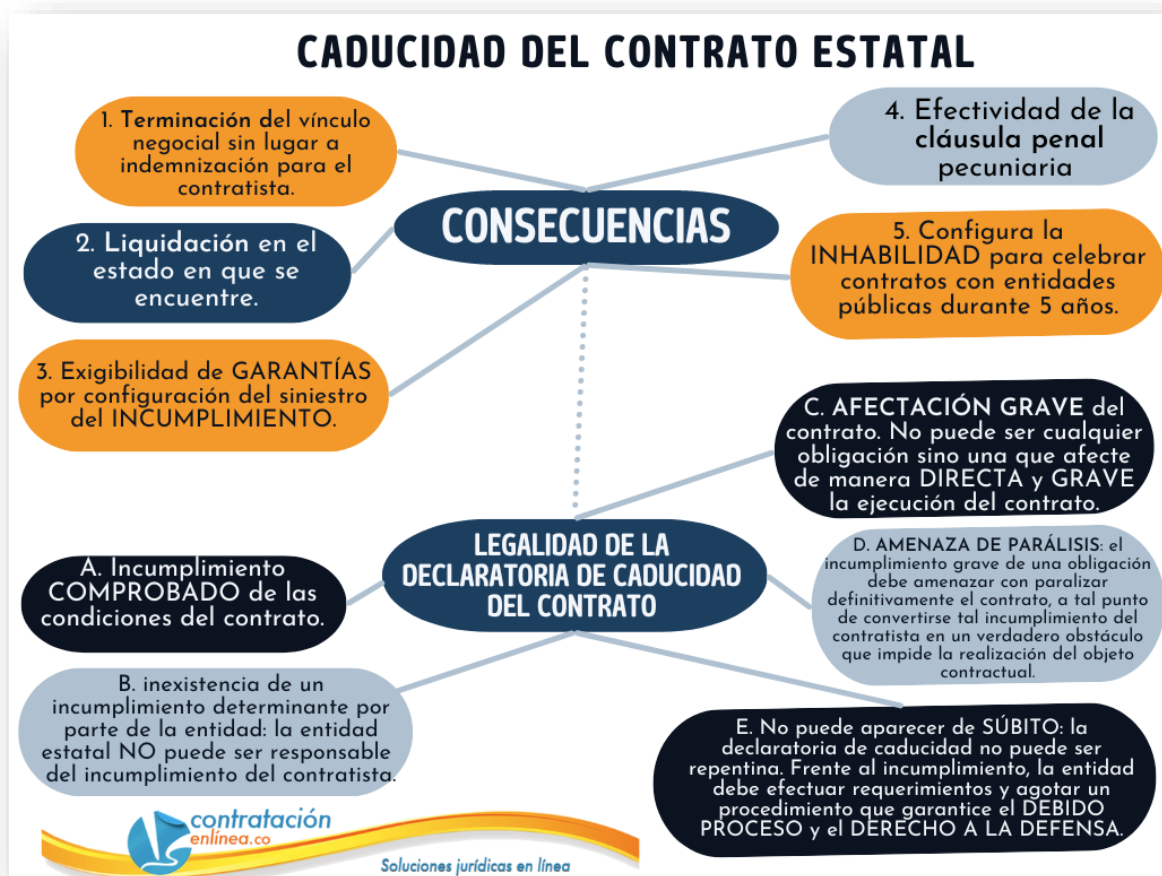 CADUCIDAD DEL CONTRATO ESTATAL
CONSECUENCIAS
1. Terminación del vínculo
negocial sin lugar a
indemnización para el
contratista.
2. Liquidación en el
estado en que se
encuentre.
3. Exigibilidad de GARANTÍAS
por configuración del siniestro
del INCUMPLIMIENTO.
4. Efectividad de la
cláusula penal
pecuniaria
5. Configura la
INHABILIDAD para celebrar
contratos con entidades
públicas durante 5 años.
LEGALIDAD DE LA
DECLARATORIA DE CADUCIDAD
DEL CONTRATO
A. Incumplimiento
COMPROBADO de las
condiciones del contrato.
B. inexistencia de un
incumplimiento determinante por
parte de la entidad: la entidad
estatal NO puede ser responsable
del incumplimiento del contratista.
C. AFECTACIÓN GRAVE del
contrato. No puede ser cualquier
obligación sino una que afecte
de manera DIRECTA y GRAVE
la ejecución del contrato.
D. AMENAZA DE PARÁLISIS: el
incumplimiento grave de una obligación
debe amenazar con paralizar
definitivamente el contrato, a tal punto
de convertirse tal incumplimiento del
contratista en un verdadero obstáculo
que impide la realización del objeto
contractual.
E. No puede aparecer de SÚBITO: la
declaratoria de caducidad no puede ser
repentina. Frente al incumplimiento, la entidad
debe efectuar requerimientos y agotar un
procedimiento que garantice el DEBIDO
PROCESO y el DERECHO A LA DEFENSA.
contratación
enlínea.co
Soluciones jurídicas en línea